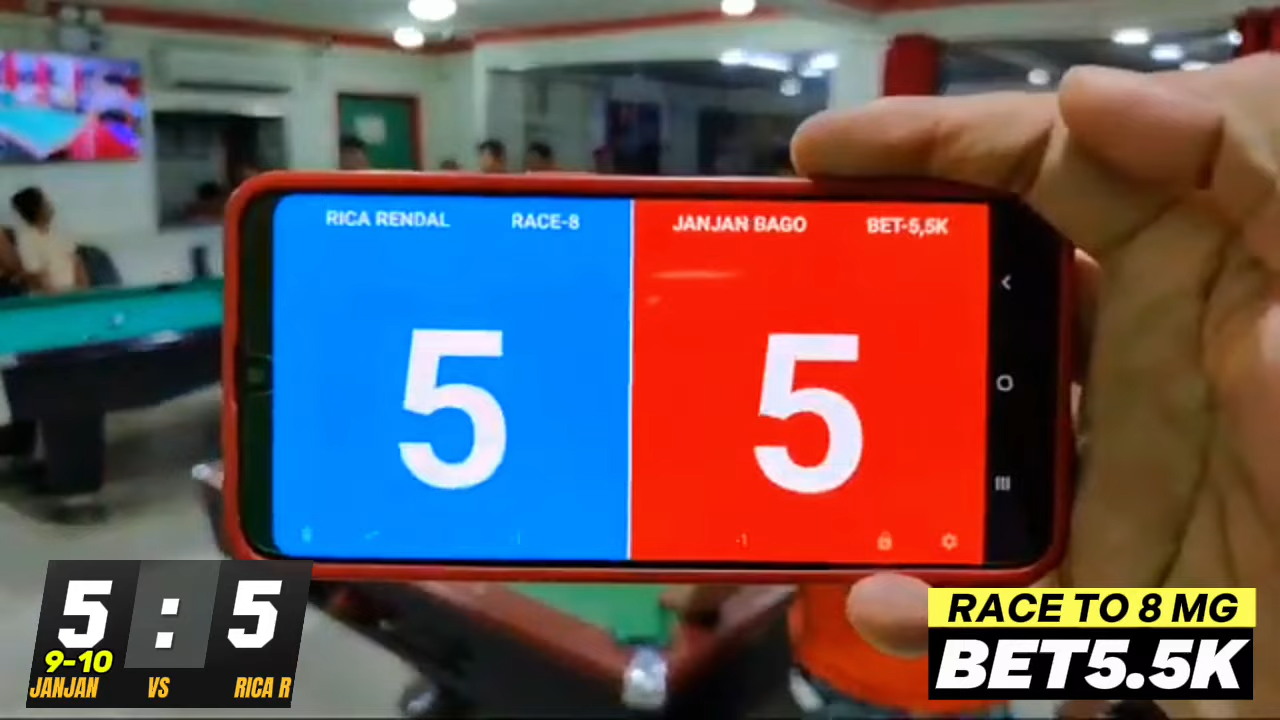 RICA RENDAL RACE-8 JANJAN BAGO BET-5,5K
5 5
-1 -1
5 : 5
9-10
JANJAN VS RICA R
RACE TO 8 MG
BET5.5K